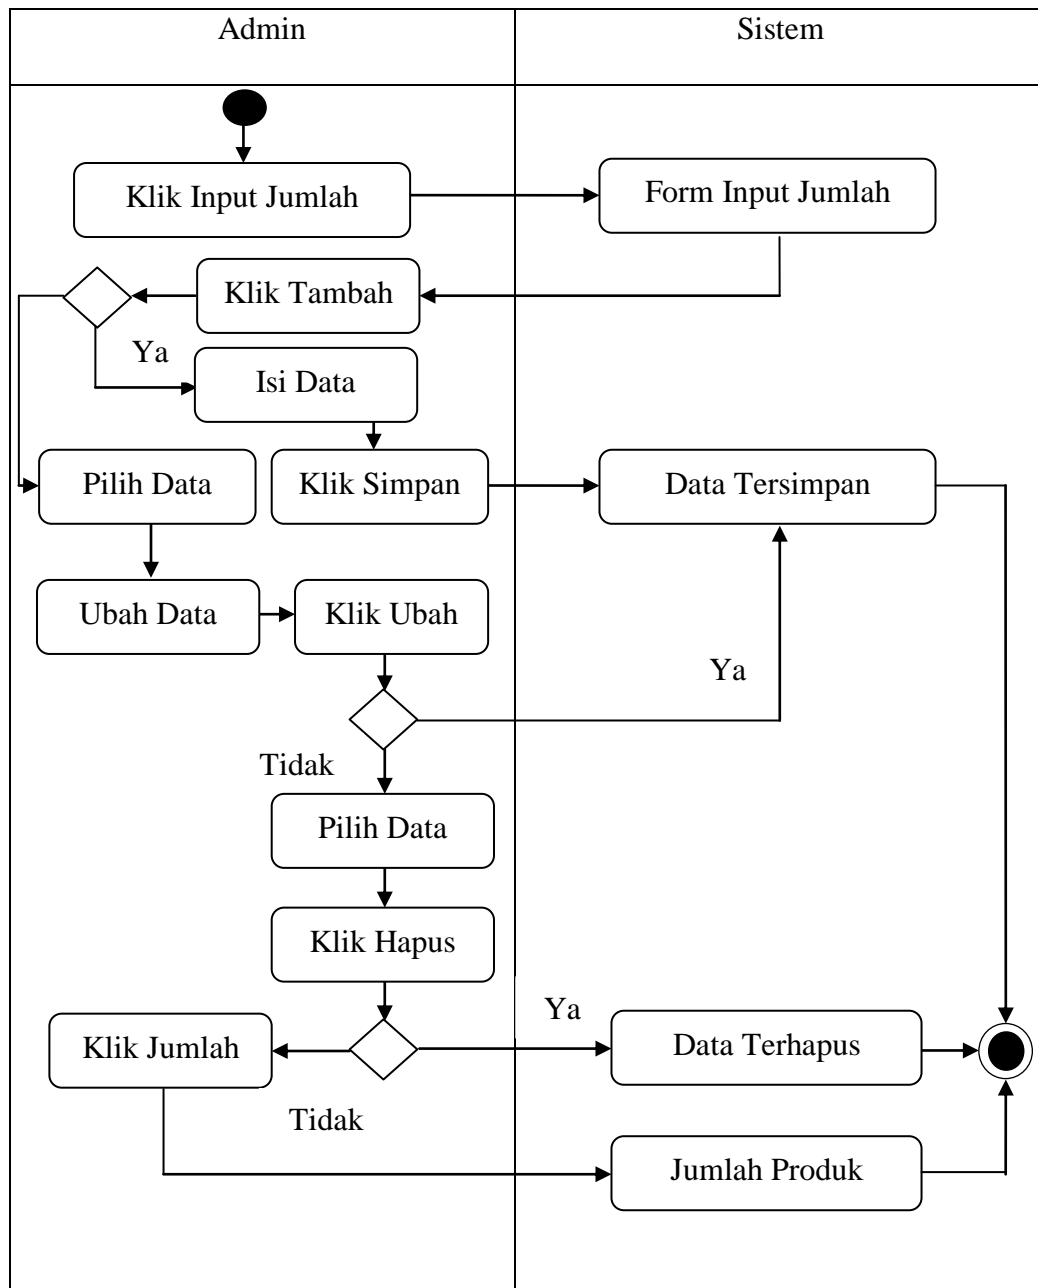 Admin
Sistem
Klik Input Jumlah
Form Input Jumlah
Klik Tambah
Ya
Isi Data
Pilih Data
Klik Simpan
Data Tersimpan
Ubah Data
Klik Ubah
Ya
Tidak
Pilih Data
Klik Hapus
Ya
Klik Jumlah
Data Terhapus
Tidak
Jumlah Produk